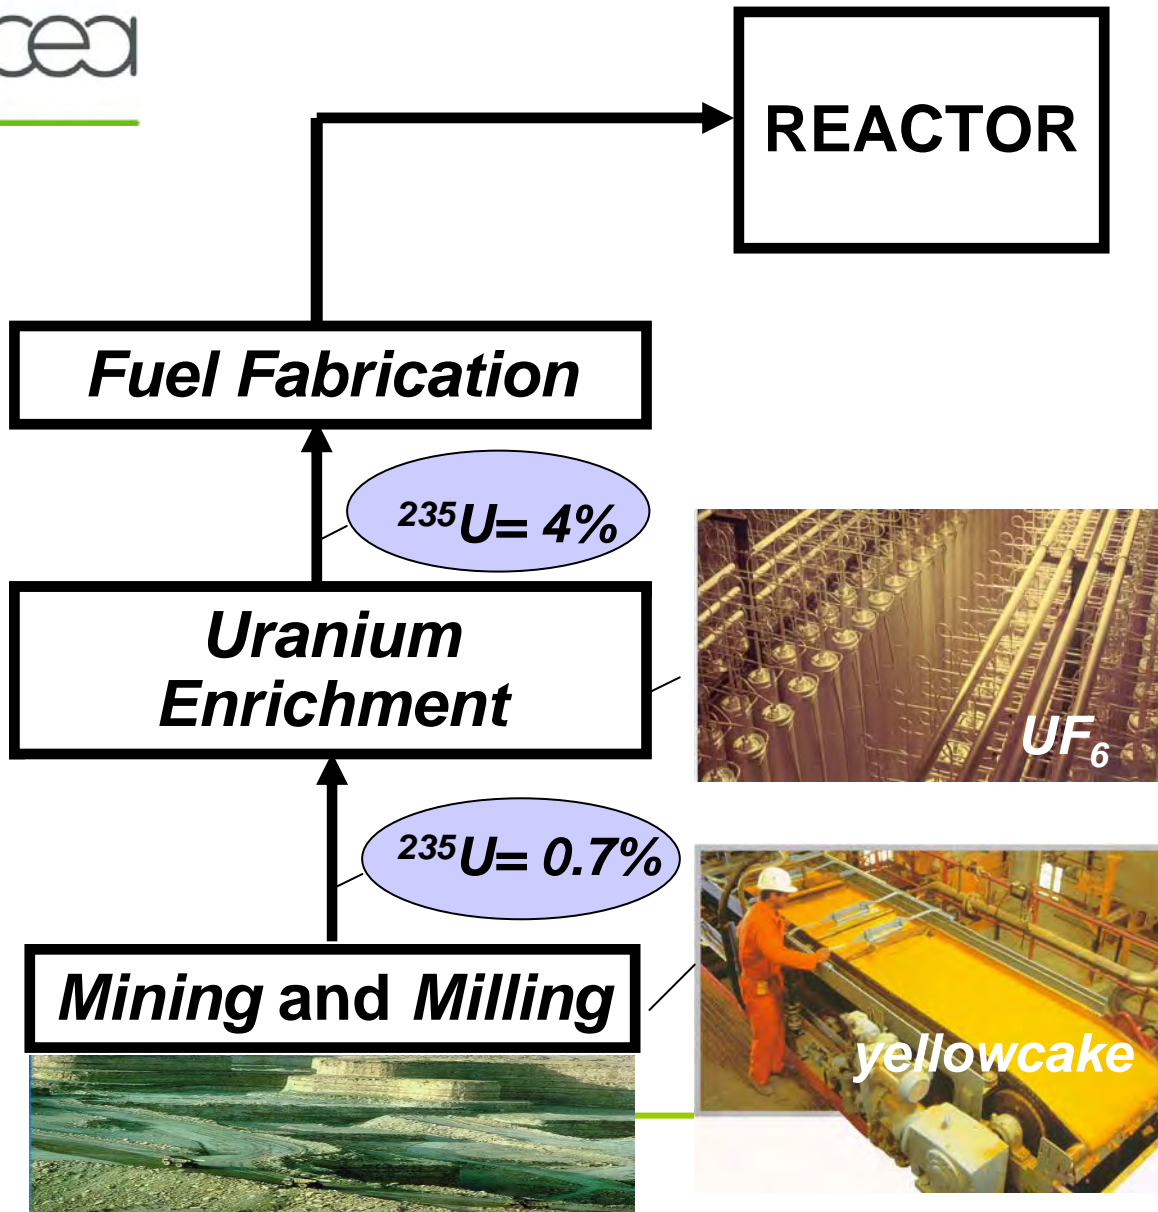 cea
REACTOR
Fuel Fabrication
²³⁵U= 4%
Uranium
Enrichment
UF₆
²³⁵U= 0.7%
Mining and Milling
yellowcake